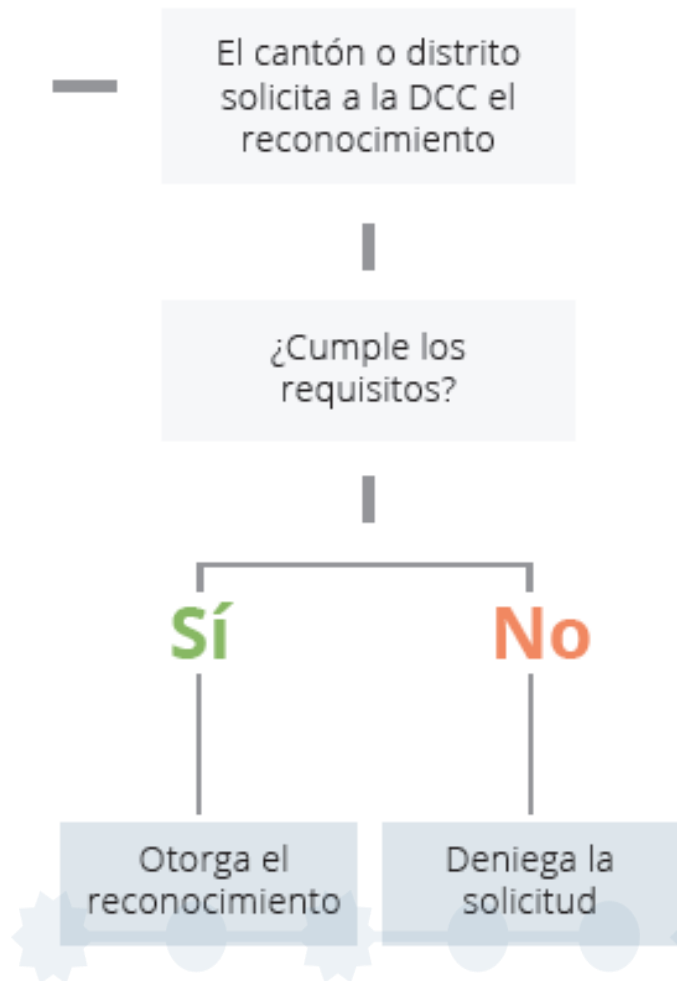 El cantón o distrito
solicita a la DCC el
reconocimiento
¿Cumple los
requisitos?
Sí
No
Otorga el
reconocimiento
Deniega la
solicitud